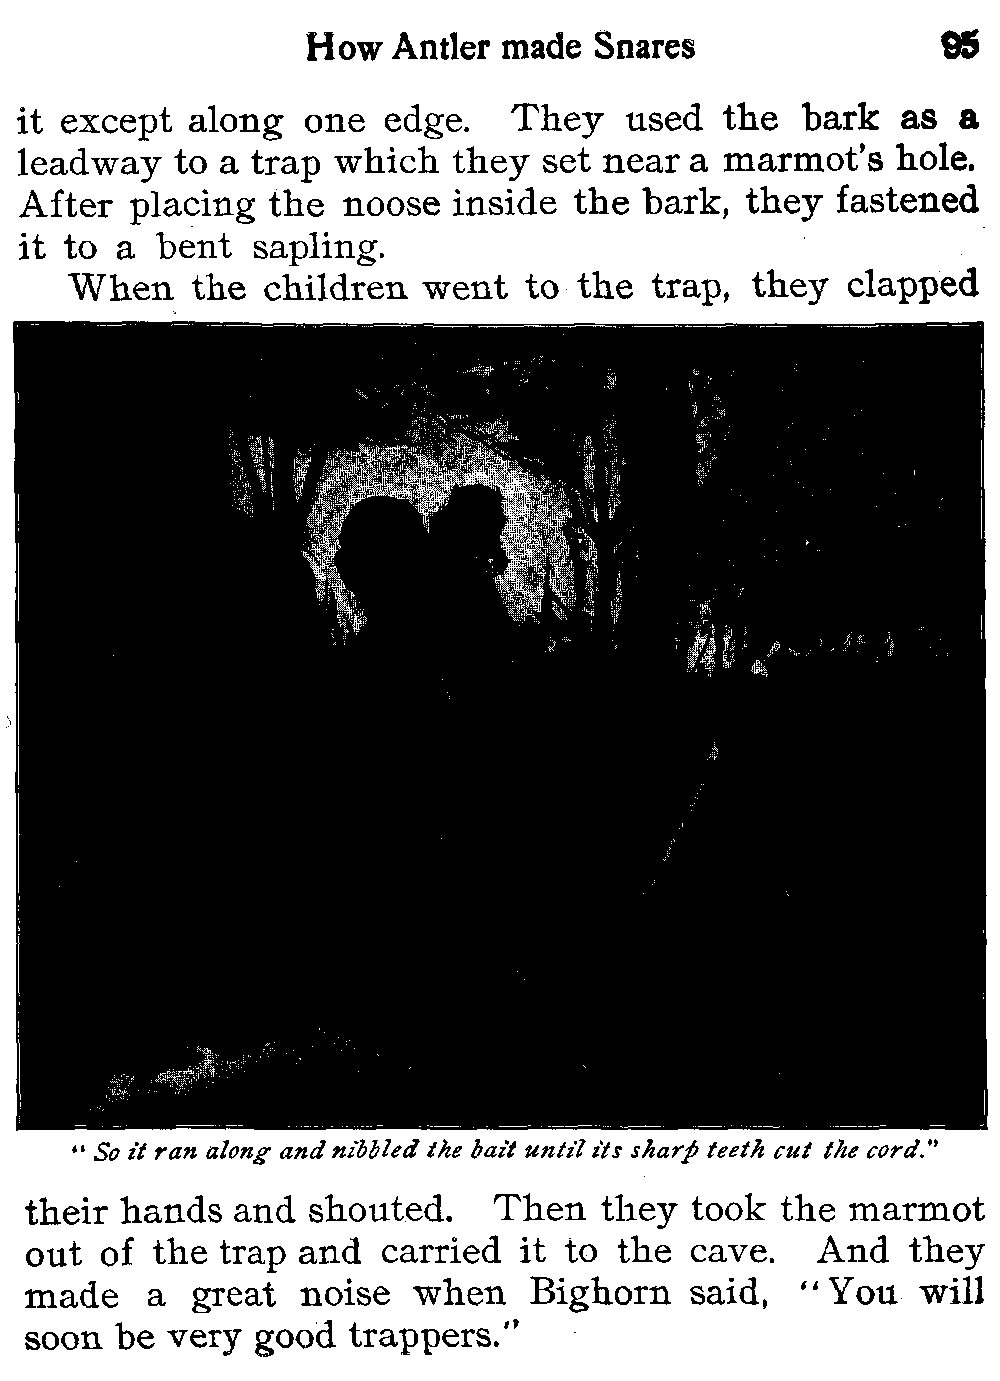 How Antler made Snares 95
it except along one edge. They used the bark as a
leadway to a trap which they set near a marmot's hole.
After placing the noose inside the bark, they fastened
it to a bent sapling.
When the children went to the trap, they clapped
" So it ran along and nibbled the bait until its sharp teeth cut the cord."
their hands and shouted. Then they took the marmot
out of the trap and carried it to the cave. And they
made a great noise when Bighorn said, "You will
soon be very good trappers."